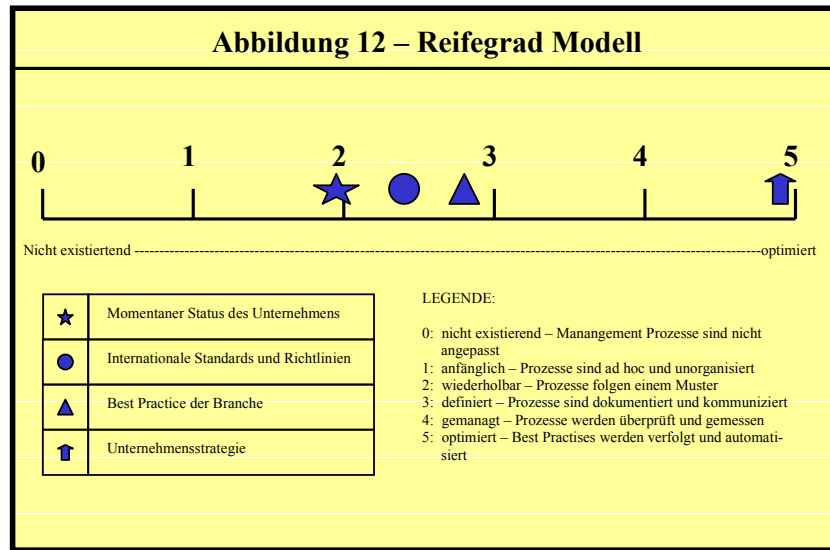 Abbildung 12 – Reifegrad Modell
0 1 2 3 4 5
Nicht existiertend ----------------------------------------------------------------------------------------------------------------------------optimiert
Momentaner Status des Unternehmens
Internationale Standards und Richtlinien
Best Practice der Branche
Unternehmensstrategie
LEGENDE:
0: nicht existierend – Manangement Prozesse sind nicht
angepasst
1: anfänglich – Prozesse sind ad hoc und unorganisiert
2: wiederholbar – Prozesse folgen einem Muster
3: definiert – Prozesse sind dokumentiert und kommuniziert
4: gemanagt – Prozesse werden überprüft und gemessen
5: optimiert – Best Practises werden verfolgt und automati-
siert